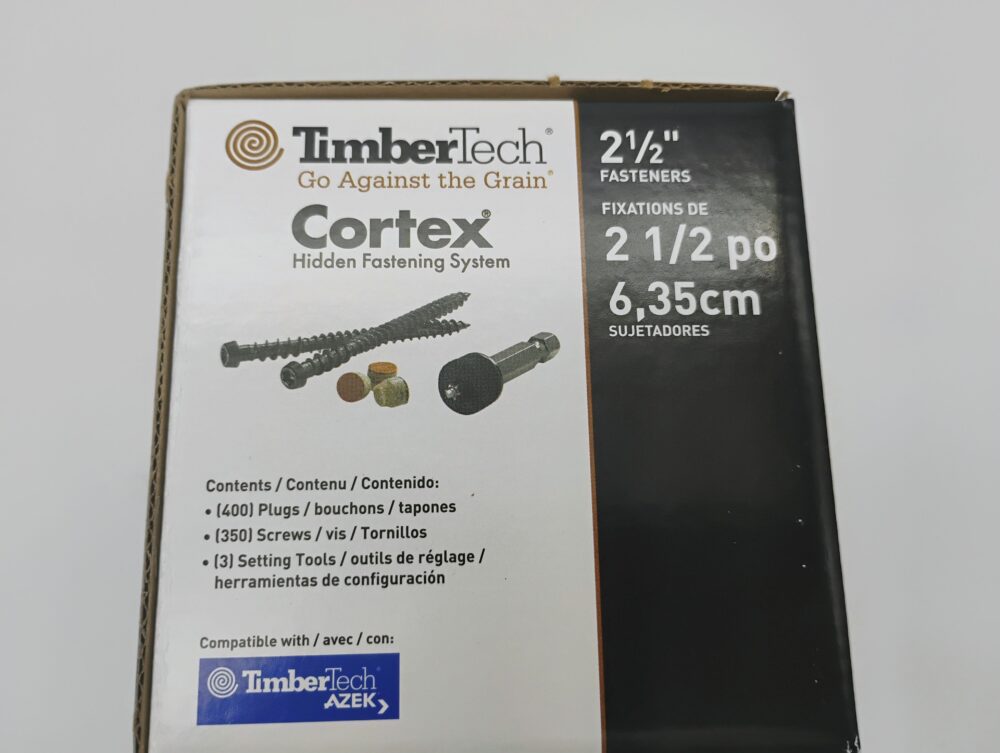 TimberTech®
Go Against the Grain®
Cortex®
Hidden Fastening System
Contents / Contenu / Contenido:
• (400) Plugs / bouchons / tapones
• (350) Screws / vis / Tornillos
• (3) Setting Tools / outils de réglage /
herramientas de configuración
Compatible with / avec / con:
TimberTech
AZEK
2½"
FASTENERS
FIXATIONS DE
2 1/2 po
6,35cm
SUJETADORES